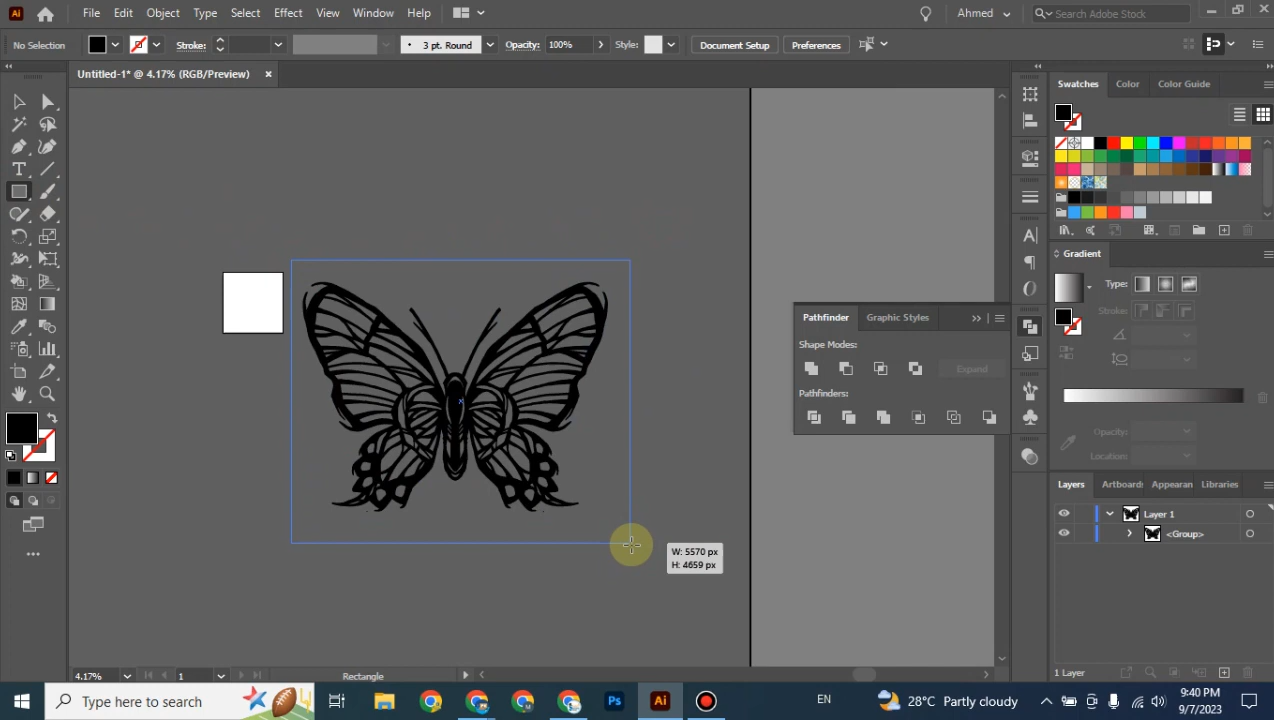 Ai File Edit Object Type Select Effect View Window Help Ahmed Search Adobe Stock
No Selection Stroke: 3 pt. Round Opacity: 100% Style: Document Setup Preferences
Untitled-1* @ 4.17% (RGB/Preview)
Swatches Color Color Guide
Gradient
Type:
Stroke:
Opacity:
Location:
Pathfinder Graphic Styles
Shape Modes:
Expand
Pathfinders:
W: 5570 px
H: 4659 px
Layers Artboards Appearan Libraries
Layer 1
<Group>
1 Layer
4.17% 1 Rectangle
Type here to search Ps Ai EN 28°C Partly cloudy 9:40 PM
9/7/2023